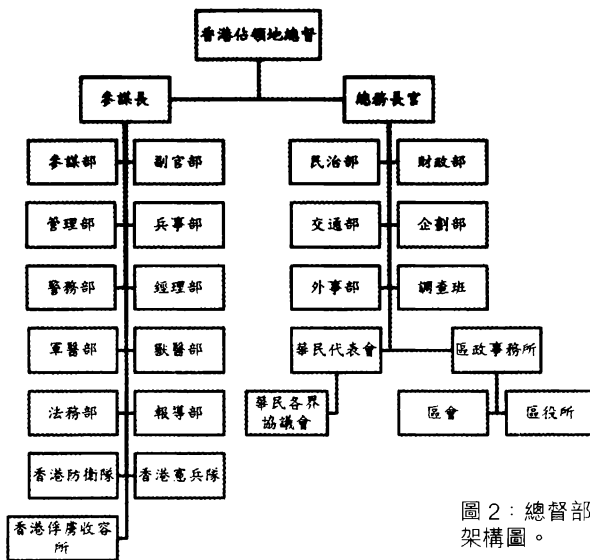 香港佔領地總督
參謀長
總務長官
參謀部
副官部
民治部
財政部
管理部
兵事部
交通部
企劃部
警務部
經理部
外事部
調查班
軍醫部
獸醫部
華民代表會
區政事務所
法務部
報導部
華民各界
協議會
區會
區役所
香港防衛隊
香港憲兵隊
香港俘虜收容
所
圖 2：總督部
架構圖。